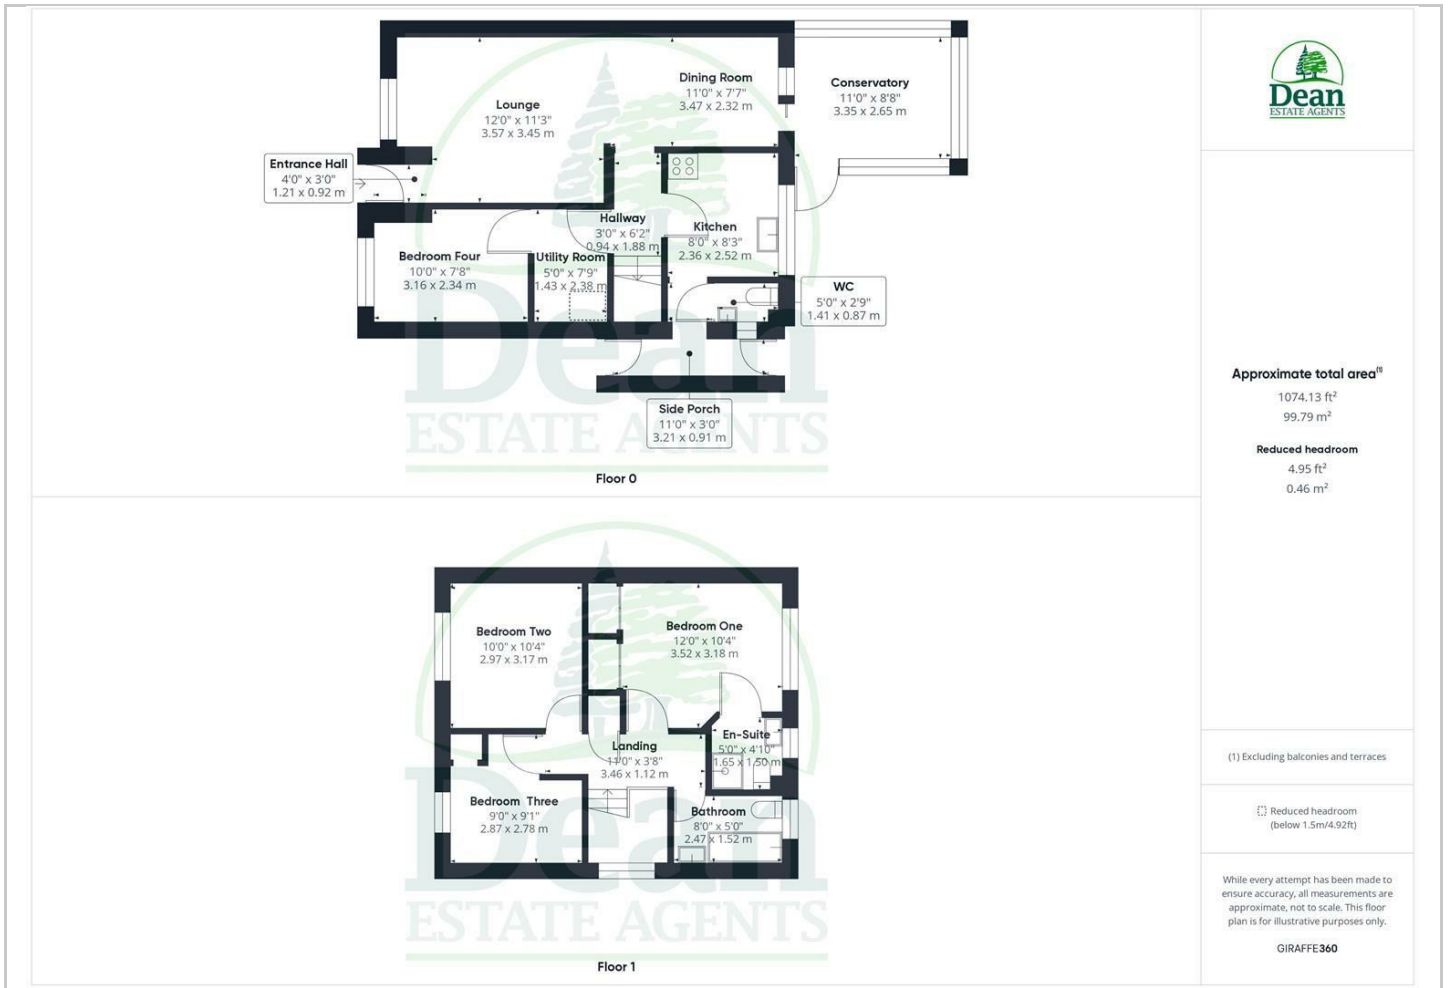 Lounge
12'0" x 11'3"
3.57 x 3.45 m
Dining Room
11'0" x 7'7"
3.47 x 2.32 m
Conservatory
11'0" x 8'8"
3.35 x 2.65 m
Entrance Hall
4'0" x 3'0"
1.21 x 0.92 m
Bedroom Four
10'0" x 7'8"
3.16 x 2.34 m
Utility Room
5'0" x 7'9"
1.43 x 2.38 m
Hallway
3'0" x 6'2"
0.94 x 1.88 m
Kitchen
8'0" x 8'3"
2.36 x 2.52 m
WC
5'0" x 2'9"
1.41 x 0.87 m
Side Porch
11'0" x 3'0"
3.21 x 0.91 m
Dean
ESTATE AGENTS
Floor 0
Bedroom Two
10'0" x 10'4"
2.97 x 3.17 m
Bedroom One
12'0" x 10'4"
3.52 x 3.18 m
En-Suite
5'0" x 4'10"
1.65 x 1.50 m
Landing
11'0" x 3'8"
3.46 x 1.12 m
Bedroom Three
9'0" x 9'1"
2.87 x 2.78 m
Bathroom
8'0" x 5'0"
2.47 x 1.52 m
Dean
ESTATE AGENTS
Floor 1
Dean
ESTATE AGENTS
Approximate total area(1)
1074.13 ft²
99.79 m²
Reduced headroom
4.95 ft²
0.46 m²
(1) Excluding balconies and terraces
Reduced headroom
(below 1.5m/4.92ft)
While every attempt has been made to
ensure accuracy, all measurements are
approximate, not to scale. This floor
plan is for illustrative purposes only.
GIRAFFE360